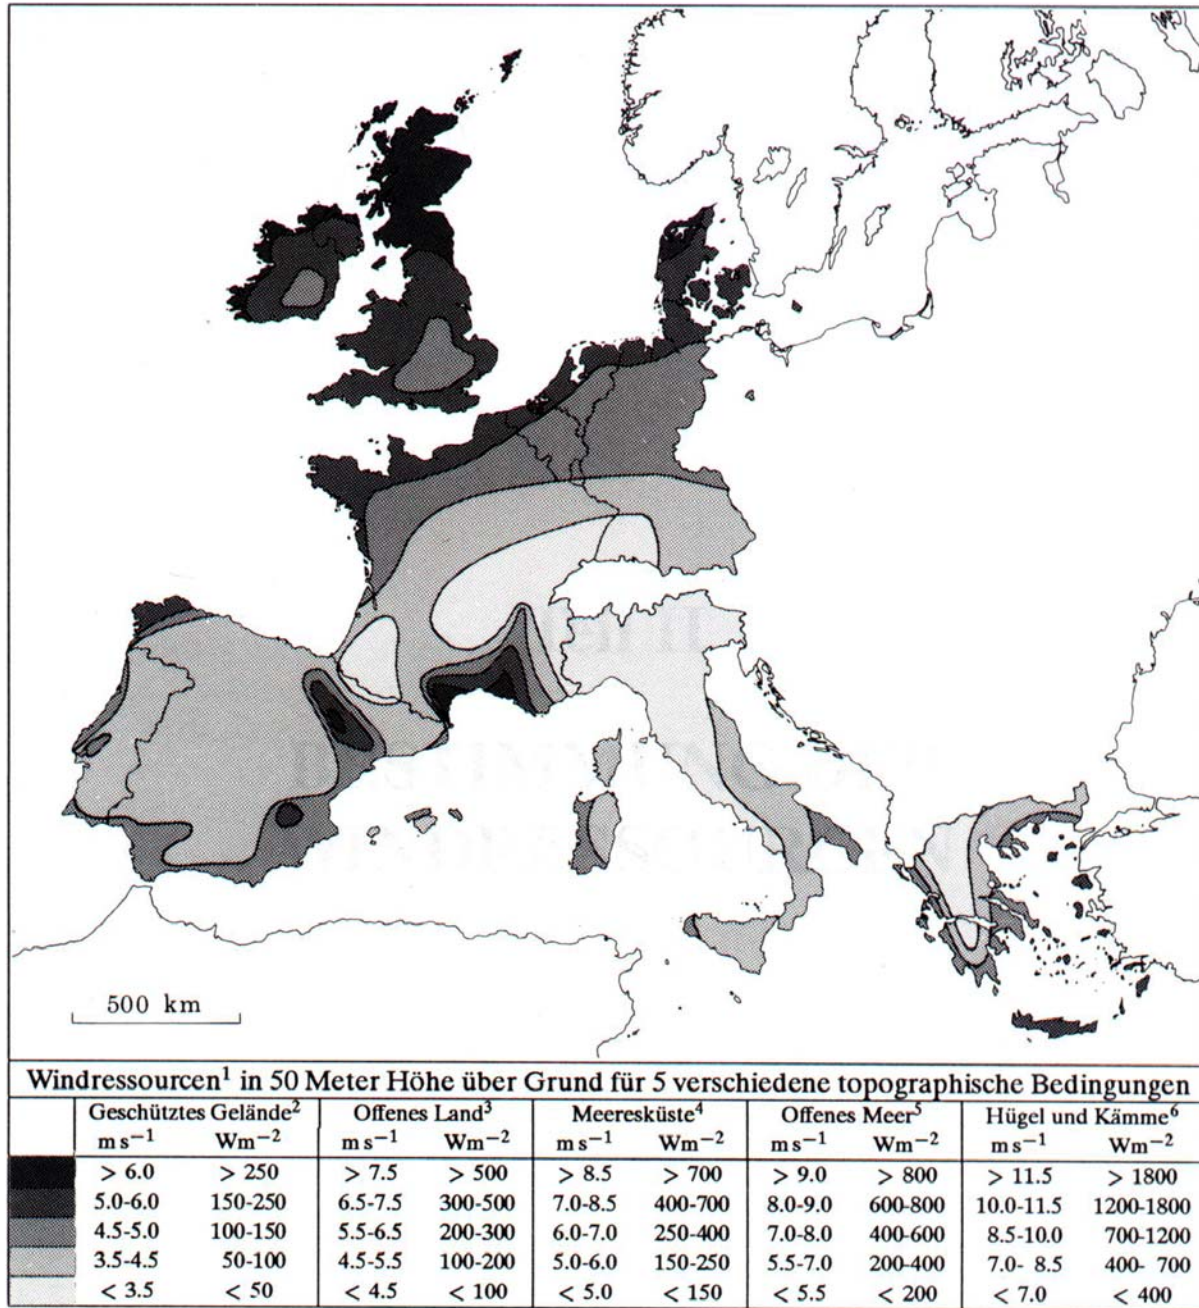 500 km
Windressourcen¹ in 50 Meter Höhe über Grund für 5 verschiedene topographische Bedingungen
Geschütztes Gelände² Offenes Land³ Meeresküste⁴ Offenes Meer⁵ Hügel und Kämme⁶
m s⁻¹ Wm⁻² m s⁻¹ Wm⁻² m s⁻¹ Wm⁻² m s⁻¹ Wm⁻² m s⁻¹ Wm⁻²
> 6.0 > 250 > 7.5 > 500 > 8.5 > 700 > 9.0 > 800 > 11.5 > 1800
5.0-6.0 150-250 6.5-7.5 300-500 7.0-8.5 400-700 8.0-9.0 600-800 10.0-11.5 1200-1800
4.5-5.0 100-150 5.5-6.5 200-300 6.0-7.0 250-400 7.0-8.0 400-600 8.5-10.0 700-1200
3.5-4.5 50-100 4.5-5.5 100-200 5.0-6.0 150-250 5.5-7.0 200-400 7.0- 8.5 400- 700
< 3.5 < 50 < 4.5 < 100 < 5.0 < 150 < 5.5 < 200 < 7.0 < 400